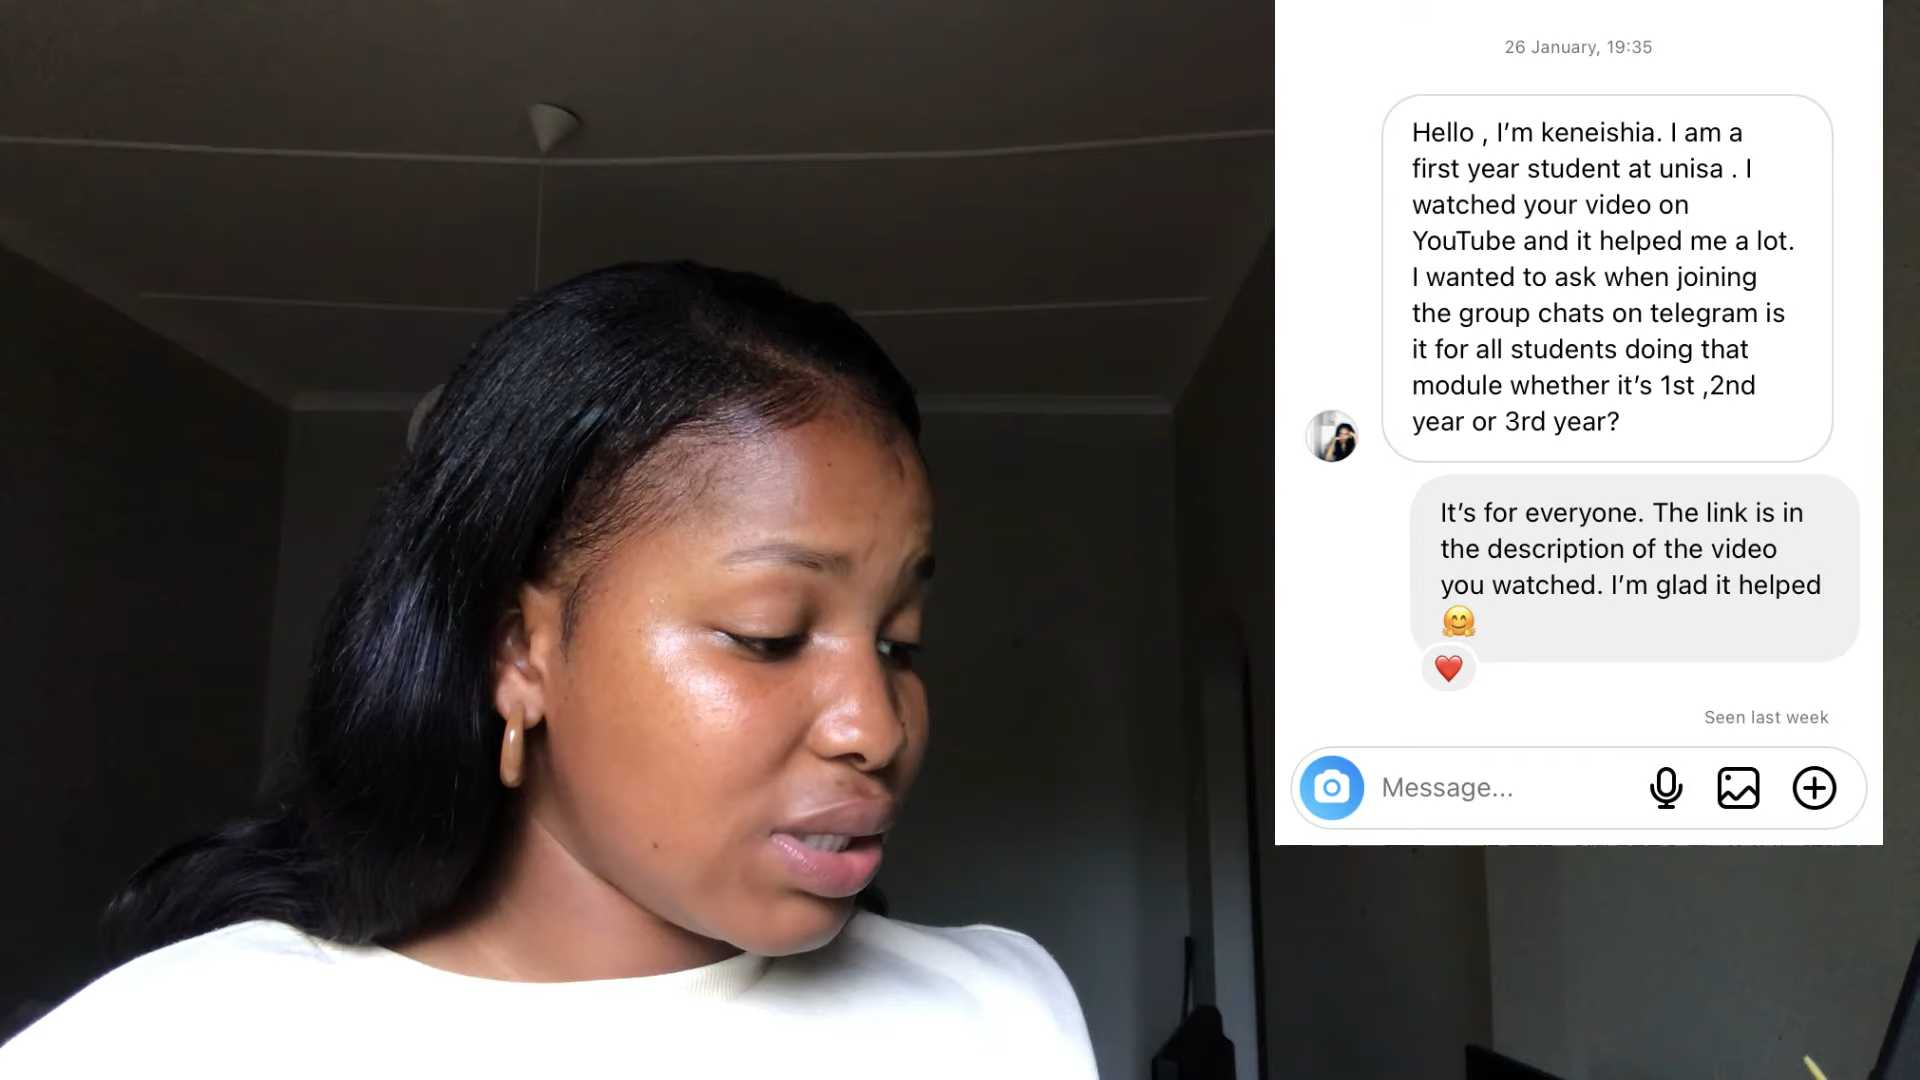 26 January, 19:35
Hello , I’m keneishia. I am a
first year student at unisa . I
watched your video on
YouTube and it helped me a lot.
I wanted to ask when joining
the group chats on telegram is
it for all students doing that
module whether it’s 1st ,2nd
year or 3rd year?
It’s for everyone. The link is in
the description of the video
you watched. I’m glad it helped
🤗
❤️
Seen last week
Message...